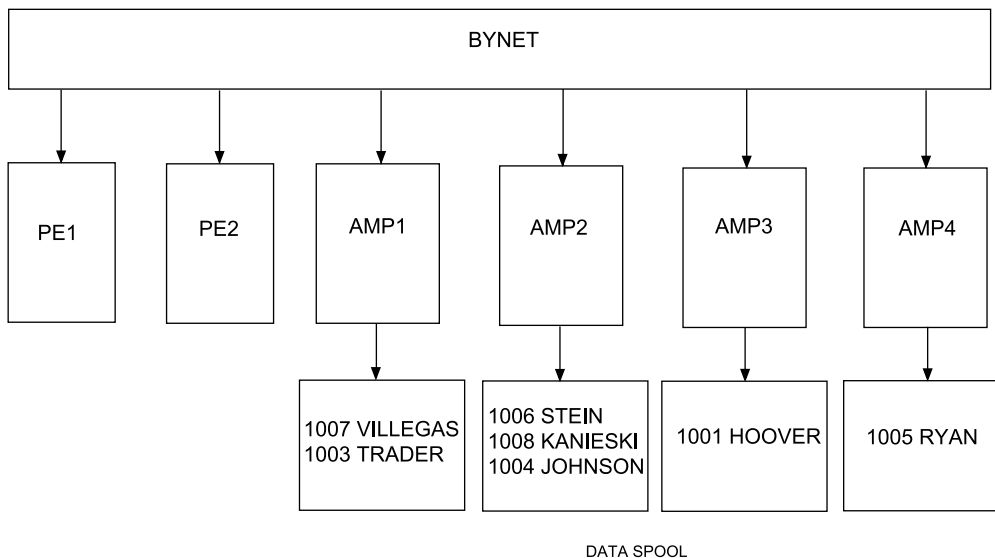 BYNET
PE1
PE2
AMP1
AMP2
AMP3
AMP4
1007 VILLEGAS
1003 TRADER
1006 STEIN
1008 KANIESKI
1004 JOHNSON
1001 HOOVER
1005 RYAN
DATA SPOOL